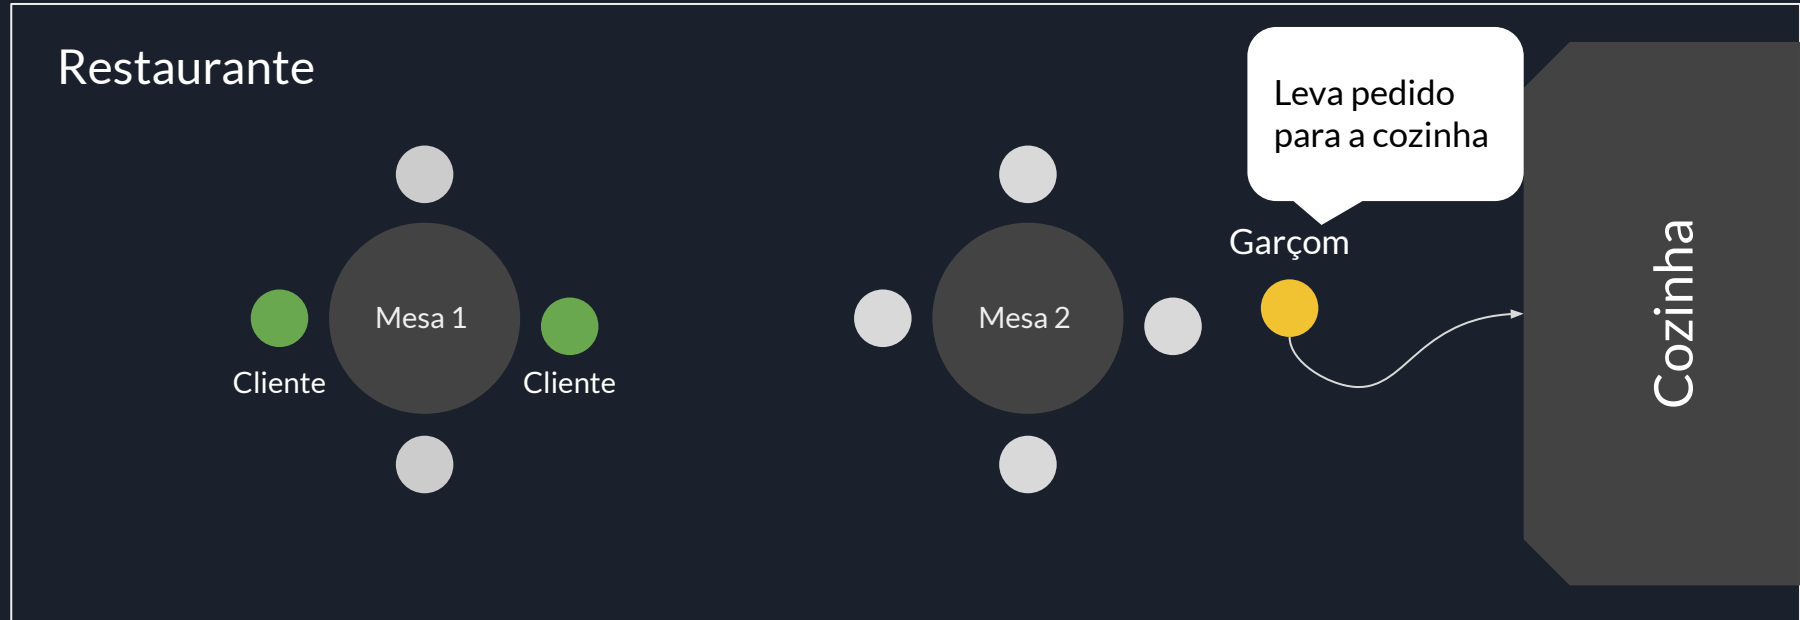 Restaurante
Leva pedido
para a cozinha
Garçom
Mesa 1
Mesa 2
Cliente
Cliente
Cozinha